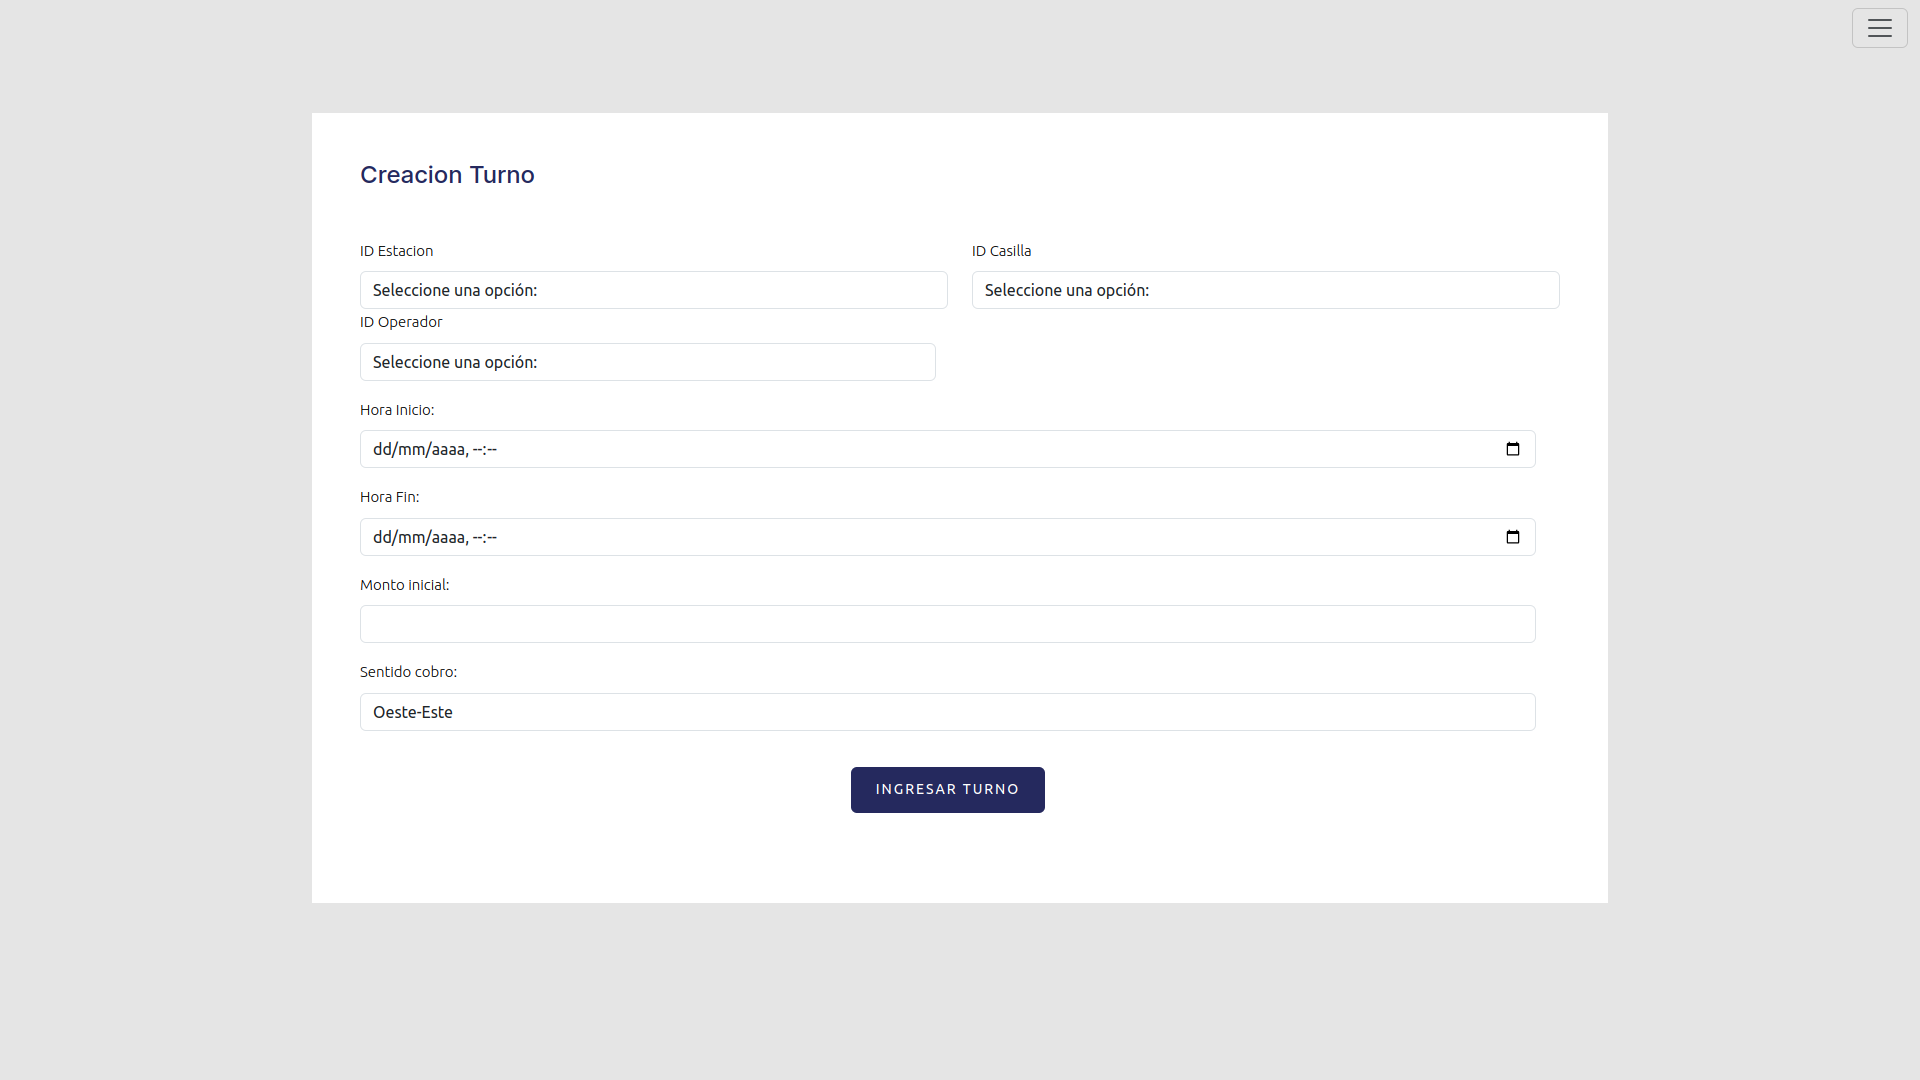 Creacion Turno
ID Estacion
ID Casilla
Seleccione una opción:
Seleccione una opción:
ID Operador
Seleccione una opción:
Hora Inicio:
dd/mm/aaaa, --:--
Hora Fin:
dd/mm/aaaa, --:--
Monto inicial:
Sentido cobro:
Oeste-Este
INGRESAR TURNO